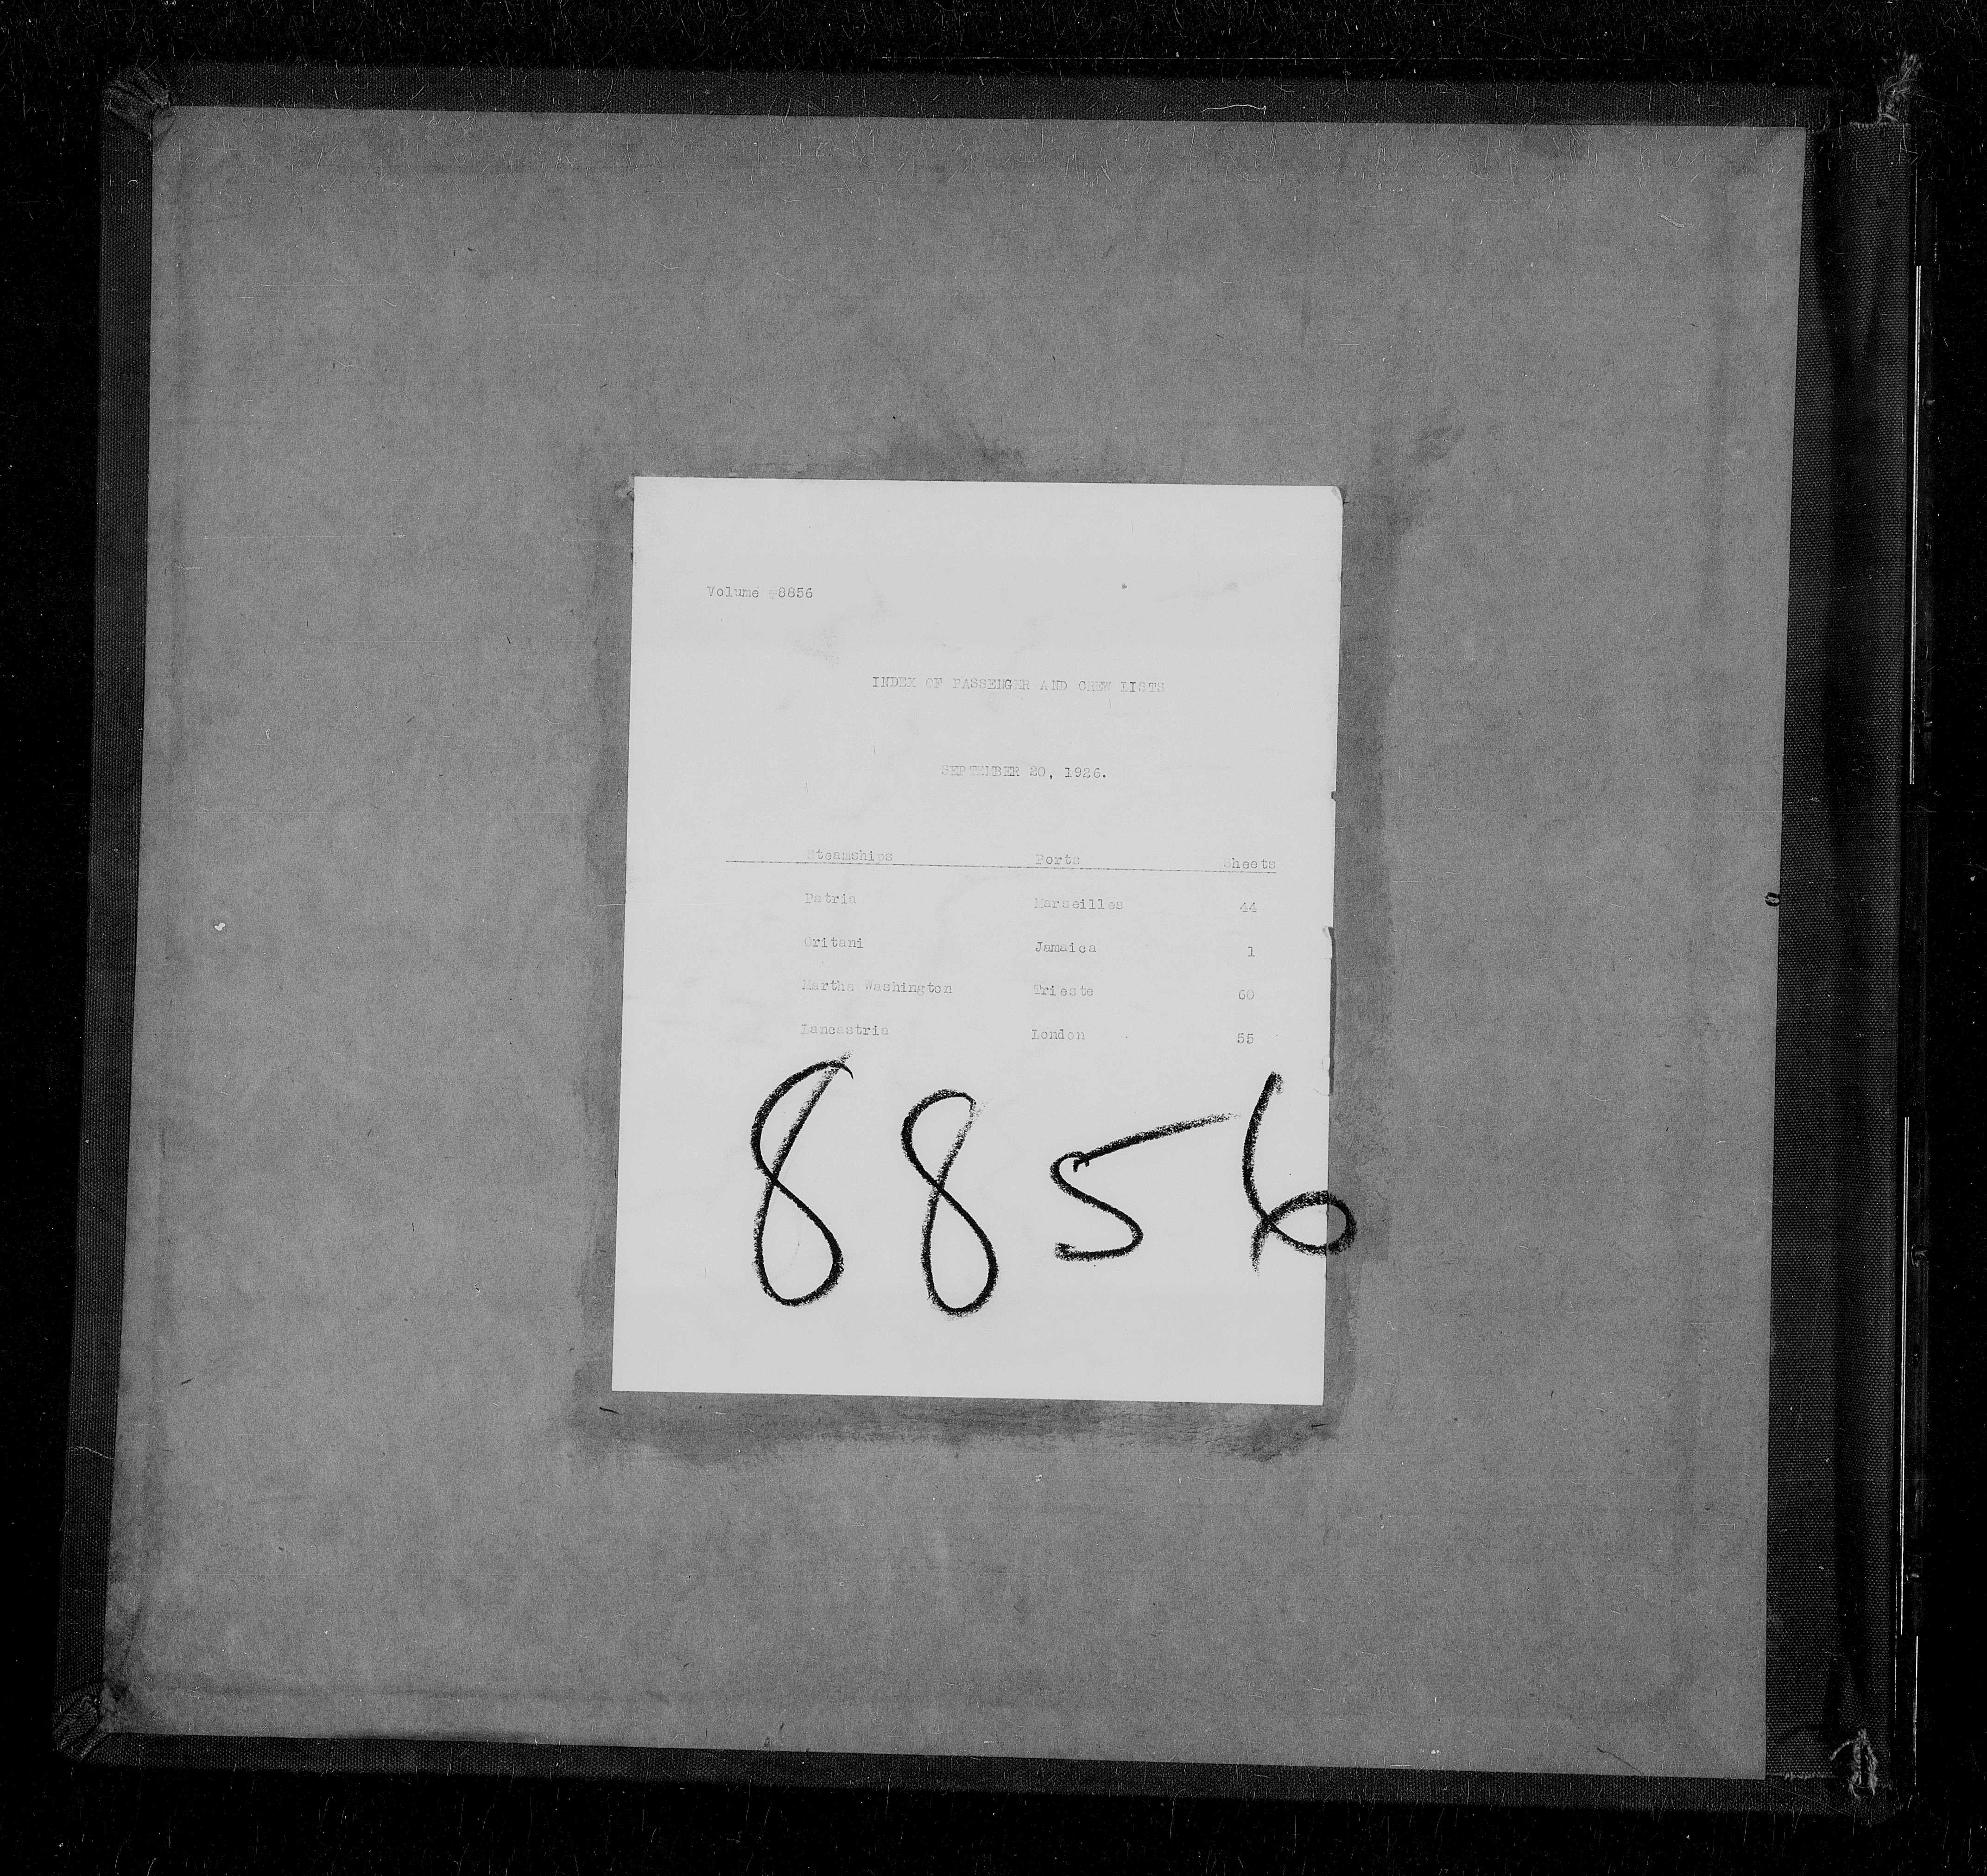 Volume #8856
INDEX OF PASSENGER AND CREW LISTS
SEPTEMBER 20, 1926.
Steamships Ports Sheets
Patria Marseilles 44
Oritani Jamaica 1
Martha Washington Trieste 60
Lancastria London 55
8856